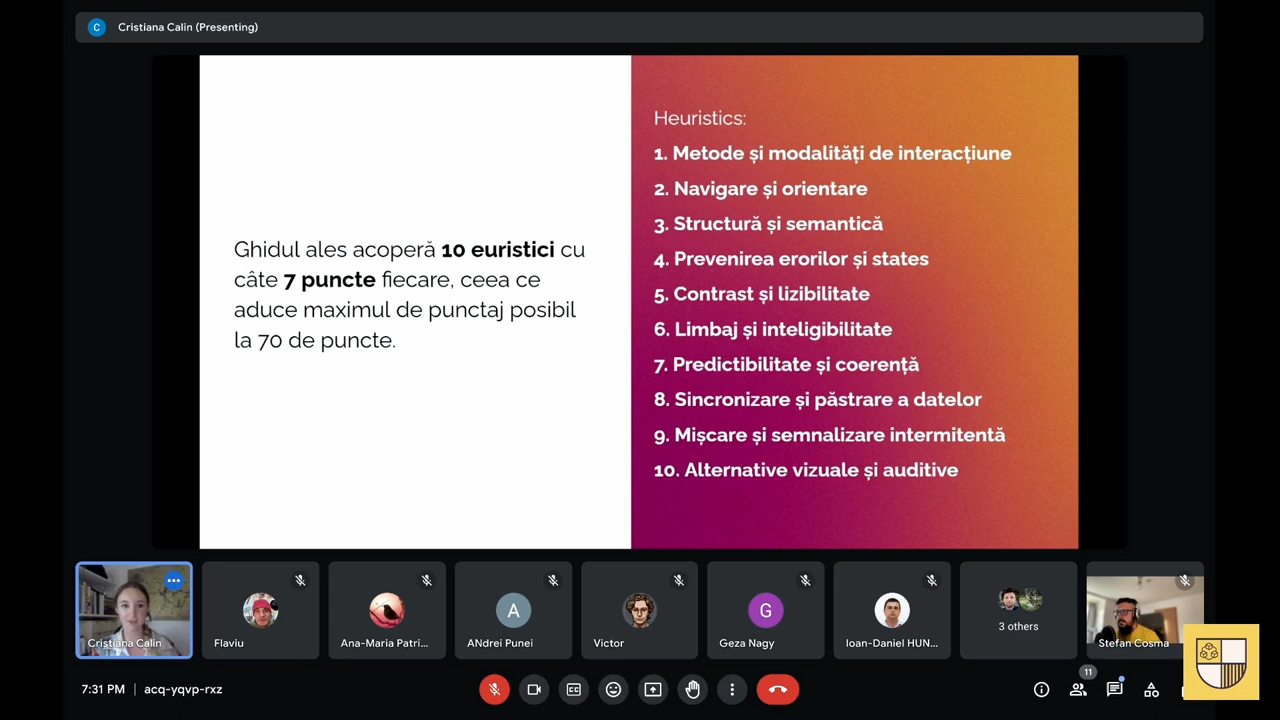 C
Cristiana Calin (Presenting)
Ghidul ales acoperă 10 euristici cu
câte 7 puncte fiecare, ceea ce
aduce maximul de punctaj posibil
la 70 de puncte.
Heuristics:
1. Metode și modalități de interacțiune
2. Navigare și orientare
3. Structură și semantică
4. Prevenirea erorilor și states
5. Contrast și lizibilitate
6. Limbaj și inteligibilitate
7. Predictibilitate și coerență
8. Sincronizare și păstrare a datelor
9. Mișcare și semnalizare intermitentă
10. Alternative vizuale și auditive
Cristiana Calin
Flaviu
Ana-Maria Patri...
A
ANdrei Punei
Victor
G
Geza Nagy
Ioan-Daniel HUN...
3 others
Stefan Cosma
7:31 PM | acq-yqvp-rxz
11